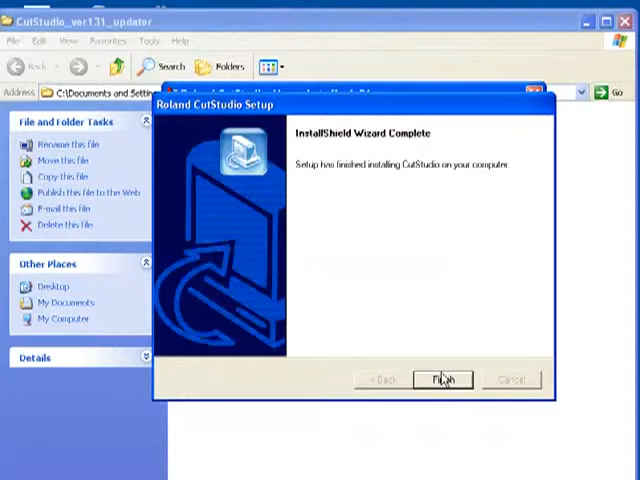 CutStudio_ver131_updater
File Edit View Favorites Tools Help
Back Search Folders
Address C:\Documents and Settin Go
Roland CutStudio Setup
File and Folder Tasks
Rename this file
Move this file
Copy this file
Publish this file to the Web
E-mail this file
Delete this file
Other Places
Desktop
My Documents
My Computer
Details
InstallShield Wizard Complete
Setup has finished installing CutStudio on your computer.
< Back Finish Cancel